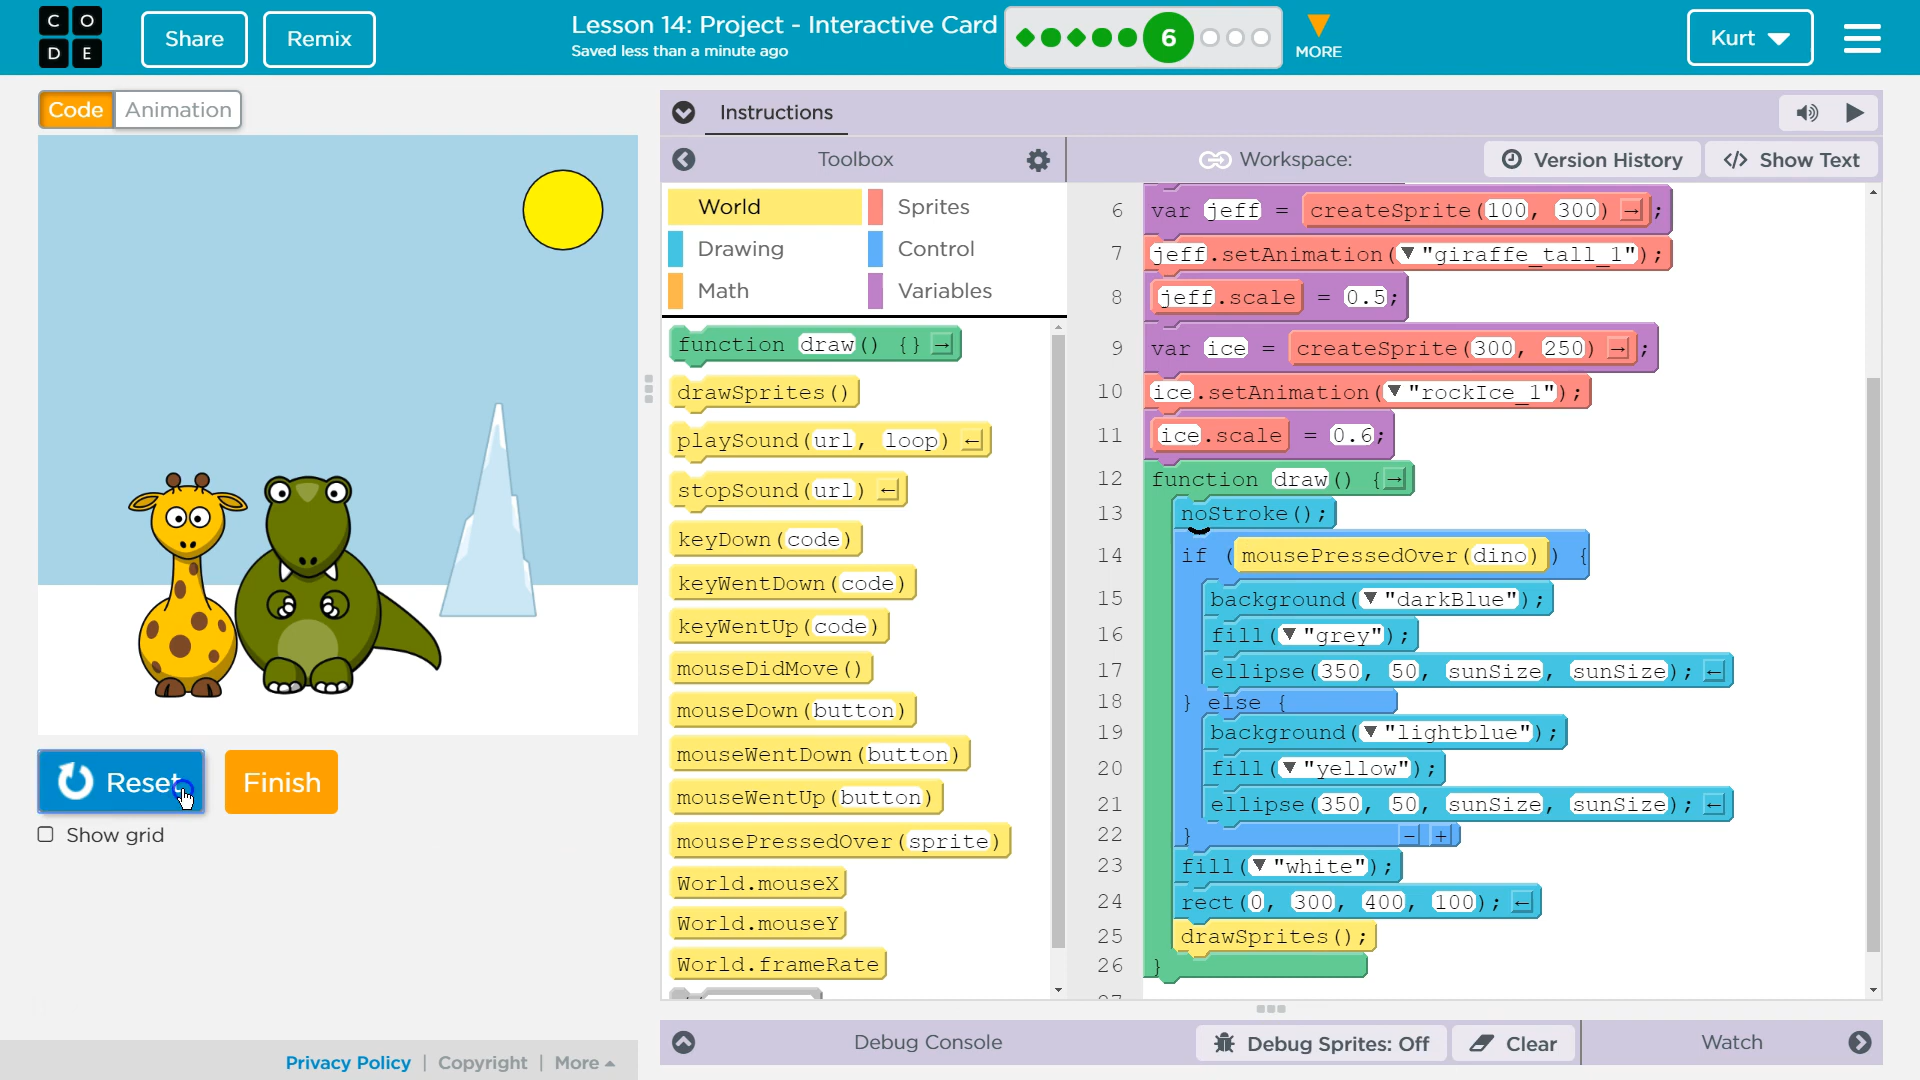 CO
DE
Share
Remix
Lesson 14: Project - Interactive Card
Saved less than a minute ago
6
MORE
Kurt
Code
Animation
Instructions
Toolbox
Workspace:
Version History
</> Show Text
World
Sprites
Drawing
Control
Math
Variables
function draw() {} →
drawSprites()
playSound(url, loop) ←
stopSound(url) ←
keyDown(code)
keyWentDown(code)
keyWentUp(code)
mouseDidMove()
mouseDown(button)
mouseWentDown(button)
mouseWentUp(button)
mousePressedOver(sprite)
World.mouseX
World.mouseY
World.frameRate
6 var jeff = createSprite(100, 300) → ;
7 jeff.setAnimation(▼ "giraffe_tall_1");
8 jeff.scale = 0.5;
9 var ice = createSprite(300, 250) → ;
10 ice.setAnimation(▼ "rockIce_1");
11 ice.scale = 0.6;
12 function draw() { →
13 noStroke();
14 if (mousePressedOver(dino)) {
15 background(▼ "darkBlue");
16 fill(▼ "grey");
17 ellipse(350, 50, sunSize, sunSize); ←
18 } else {
19 background(▼ "lightblue");
20 fill(▼ "yellow");
21 ellipse(350, 50, sunSize, sunSize); ←
22 } - +
23 fill(▼ "white");
24 rect(0, 300, 400, 100); ←
25 drawSprites();
26 }
Reset
Finish
Show grid
Debug Console
Debug Sprites: Off
Clear
Watch
Privacy Policy | Copyright | More